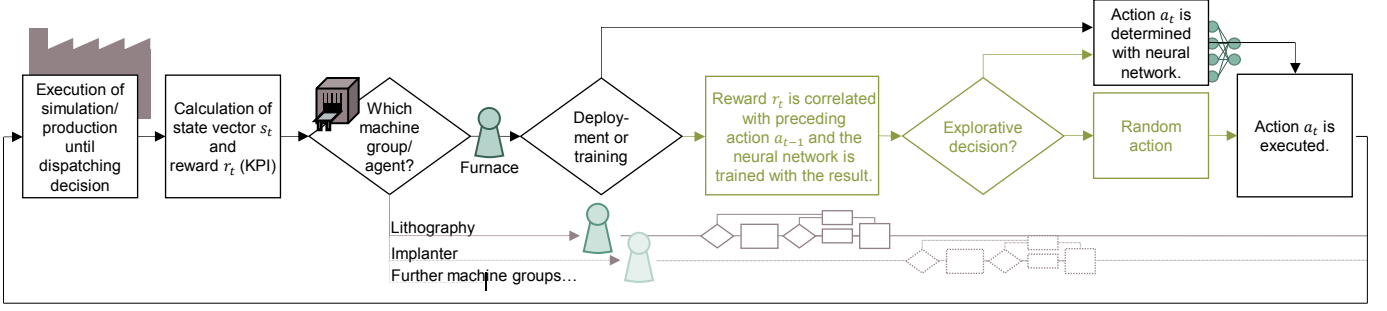 Execution of
simulation/
production
until
dispatching
decision
Calculation of
state vector s_t
and
reward r_t (KPI)
Which
machine
group/
agent?
Furnace
Deploy-
ment or
training
Reward r_t is correlated
with preceding
action a_{t-1} and the
neural network is
trained with the result.
Explorative
decision?
Action a_t is
determined
with neural
network.
Random
action
Action a_t is
executed.
Lithography
Implanter
Further machine groups…